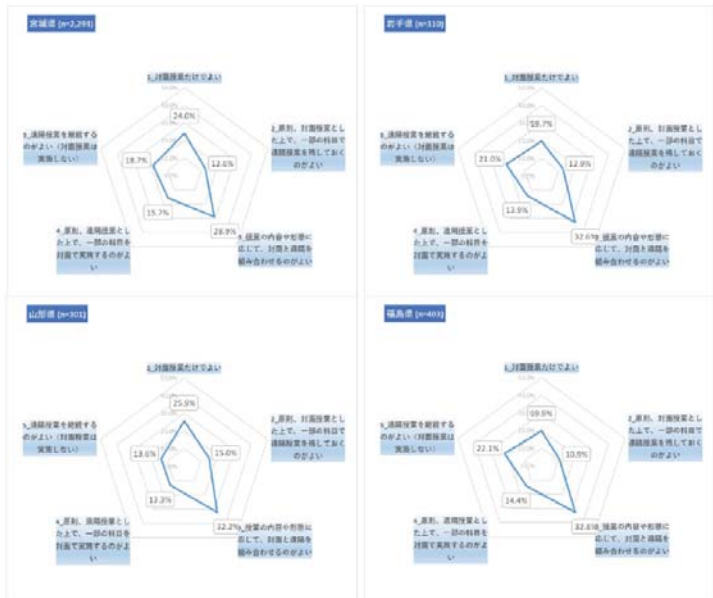 宮城県 (n=2,291)
1_対面授業だけでよい
24.0%
2_原則、対面授業とし
た上で、一部の科目で
遠隔授業を残しておく
のがよい
12.6%
3_授業の内容や形態に
応じて、対面と遠隔を
組み合わせるのがよい
28.9%
4_原則、遠隔授業とし
た上で、一部の科目を
対面で実施するのがよ
い
15.7%
5_遠隔授業を継続する
のがよい（対面授業は
実施しない）
18.7%
岩手県 (n=310)
1_対面授業だけでよい
19.7%
2_原則、対面授業とし
た上で、一部の科目で
遠隔授業を残しておく
のがよい
12.9%
3_授業の内容や形態に
応じて、対面と遠隔を
組み合わせるのがよい
32.6%
4_原則、遠隔授業とし
た上で、一部の科目を
対面で実施するのがよ
い
13.9%
5_遠隔授業を継続する
のがよい（対面授業は
実施しない）
21.0%
山形県 (n=301)
1_対面授業だけでよい
25.9%
2_原則、対面授業とし
た上で、一部の科目で
遠隔授業を残しておく
のがよい
15.0%
3_授業の内容や形態に
応じて、対面と遠隔を
組み合わせるのがよい
32.2%
4_原則、遠隔授業とし
た上で、一部の科目を
対面で実施するのがよ
い
13.3%
5_遠隔授業を継続する
のがよい（対面授業は
実施しない）
13.6%
福島県 (n=403)
1_対面授業だけでよい
19.9%
2_原則、対面授業とし
た上で、一部の科目で
遠隔授業を残しておく
のがよい
10.9%
3_授業の内容や形態に
応じて、対面と遠隔を
組み合わせるのがよい
32.8%
4_原則、遠隔授業とし
た上で、一部の科目を
対面で実施するのがよ
い
14.4%
5_遠隔授業を継続する
のがよい（対面授業は
実施しない）
22.1%